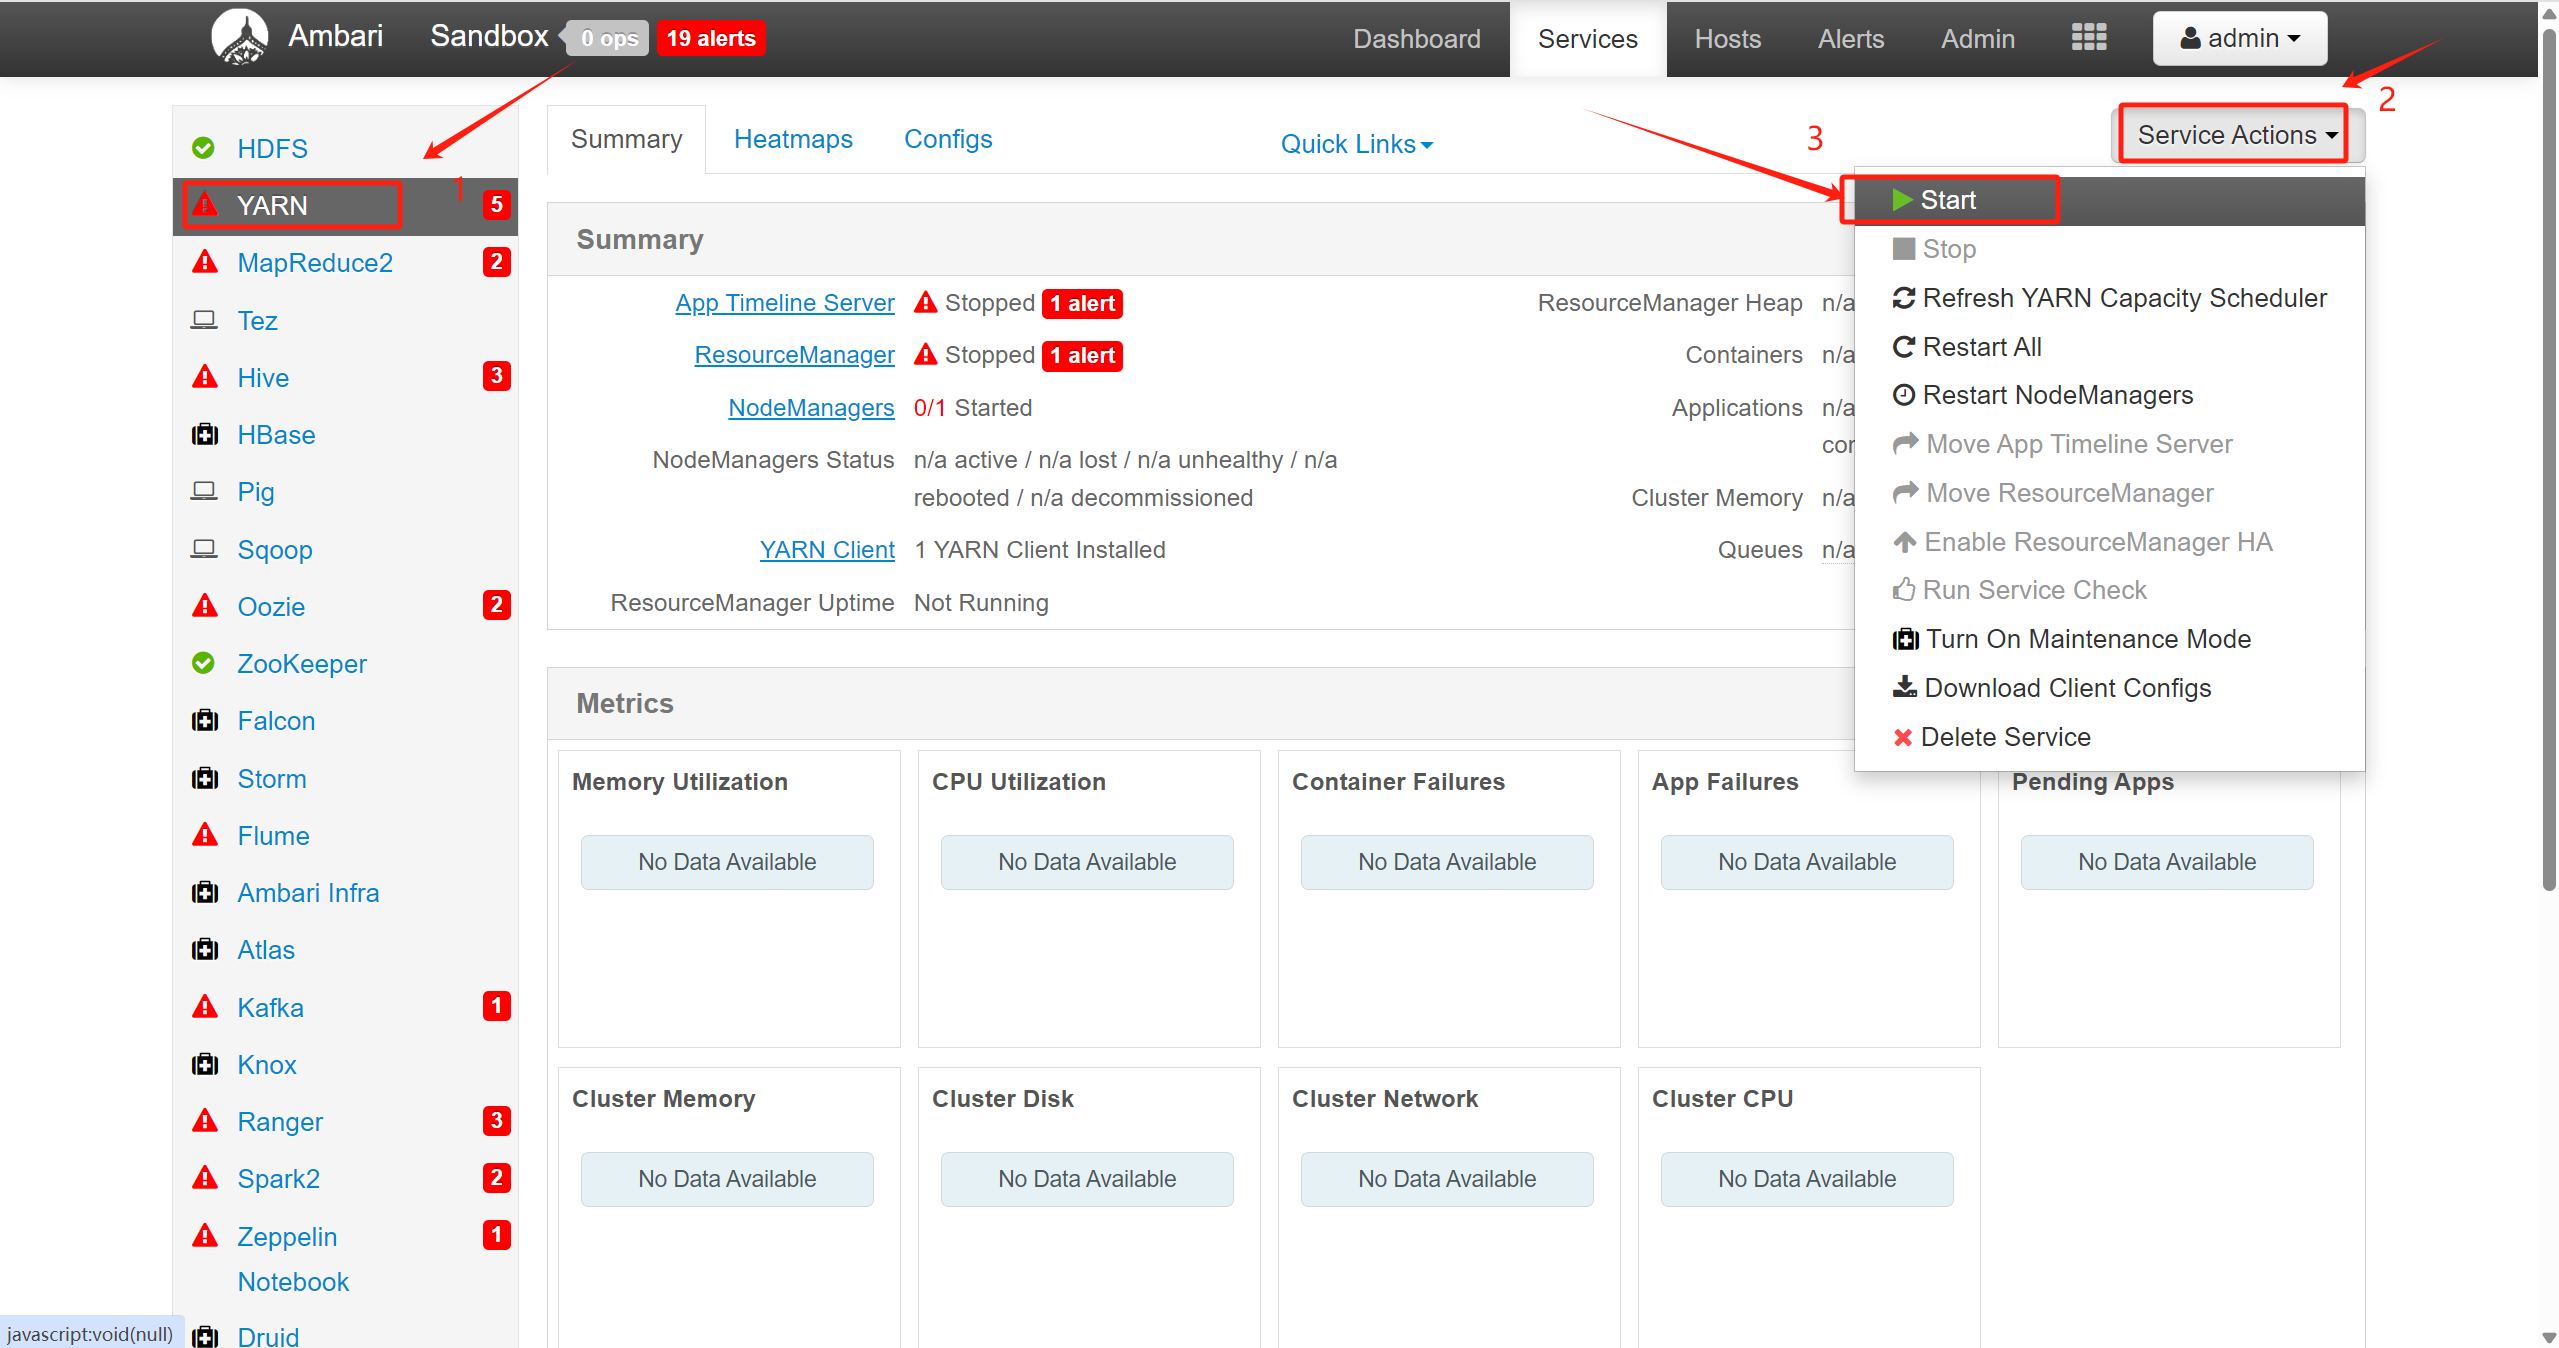 Ambari Sandbox 0 ops 19 alerts Dashboard Services Hosts Alerts Admin admin
1
2
3
HDFS
YARN 5
MapReduce2 2
Tez
Hive 3
HBase
Pig
Sqoop
Oozie 2
ZooKeeper
Falcon
Storm
Flume
Ambari Infra
Atlas
Kafka 1
Knox
Ranger 3
Spark2 2
Zeppelin 1
Notebook
Druid
javascript:void(null)
Summary Heatmaps Configs Quick Links Service Actions
Start
Stop
Refresh YARN Capacity Scheduler
Restart All
Restart NodeManagers
Move App Timeline Server
Move ResourceManager
Enable ResourceManager HA
Run Service Check
Turn On Maintenance Mode
Download Client Configs
Delete Service
Summary
App Timeline Server Stopped 1 alert
ResourceManager Stopped 1 alert
NodeManagers 0/1 Started
NodeManagers Status n/a active / n/a lost / n/a unhealthy / n/a
rebooted / n/a decommissioned
YARN Client 1 YARN Client Installed
ResourceManager Uptime Not Running
ResourceManager Heap n/a
Containers n/a
Applications n/a
cor
Cluster Memory n/a
Queues n/a
Metrics
Memory Utilization CPU Utilization Container Failures App Failures Pending Apps
No Data Available No Data Available No Data Available No Data Available No Data Available
Cluster Memory Cluster Disk Cluster Network Cluster CPU
No Data Available No Data Available No Data Available No Data Available